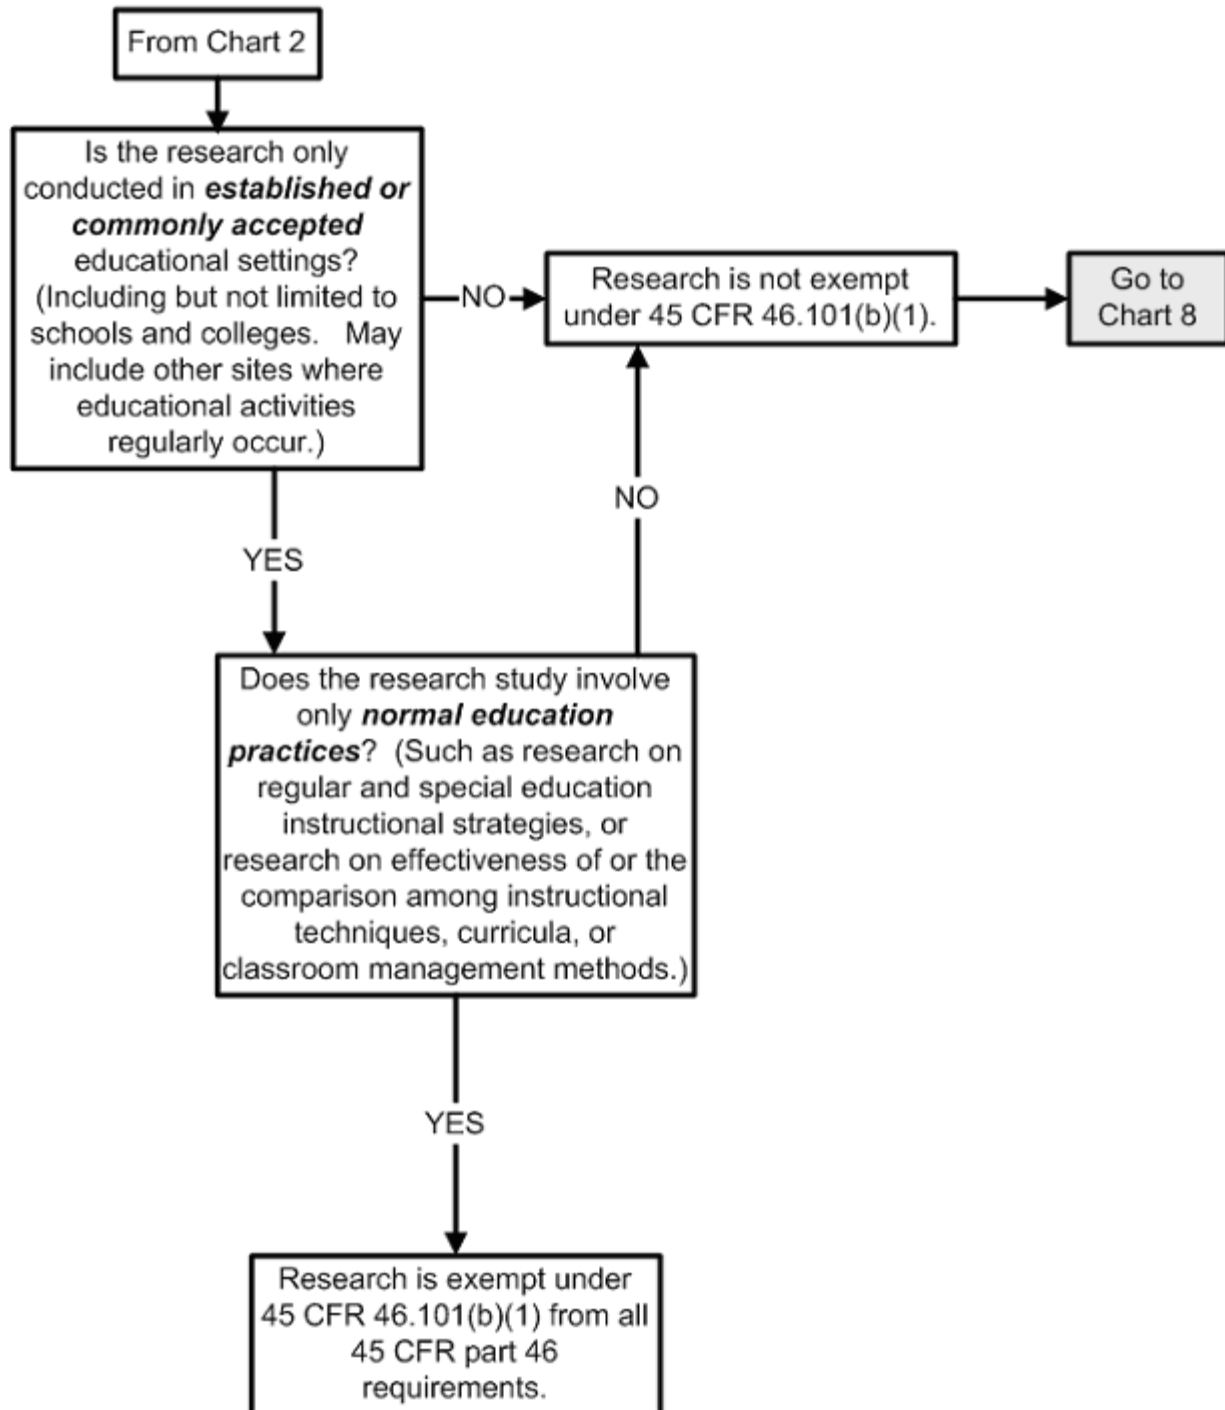 From Chart 2
Is the research only
conducted in established or
commonly accepted
educational settings?
(Including but not limited to
schools and colleges. May
include other sites where
educational activities
regularly occur.)
NO
Research is not exempt
under 45 CFR 46.101(b)(1).
Go to
Chart 8
NO
YES
Does the research study involve
only normal education
practices? (Such as research on
regular and special education
instructional strategies, or
research on effectiveness of or the
comparison among instructional
techniques, curricula, or
classroom management methods.)
YES
Research is exempt under
45 CFR 46.101(b)(1) from all
45 CFR part 46
requirements.